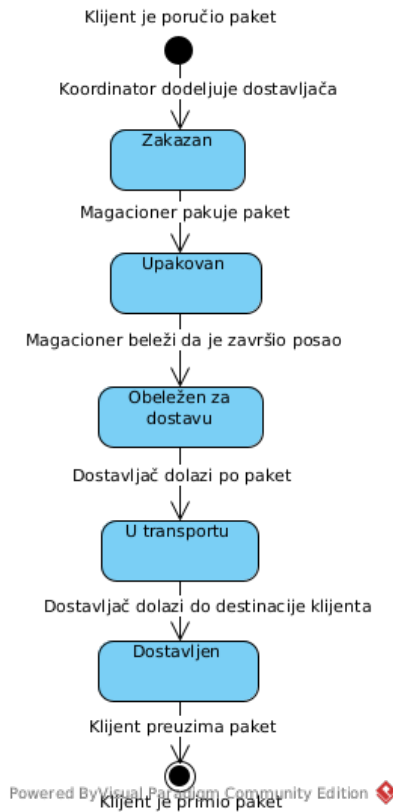 Klijent je poručio paket
Koordinator dodeljuje dostavljača
Zakazan
Magacioner pakuje paket
Upakovan
Magacioner beleži da je završio posao
Obeležen za
dostavu
Dostavljač dolazi po paket
U transportu
Dostavljač dolazi do destinacije klijenta
Dostavljen
Klijent preuzima paket
Powered ByVisual Paradigm Community Edition
Klijent je primio paket